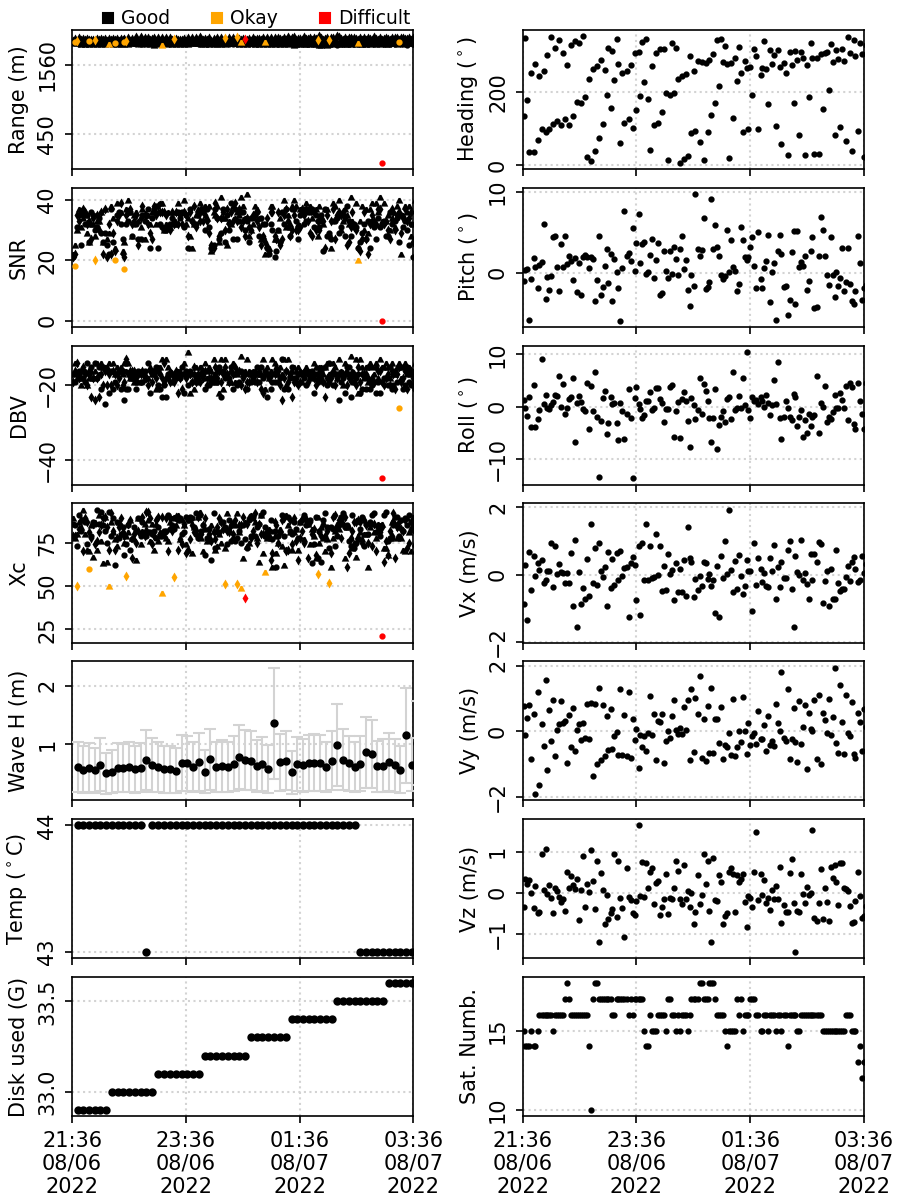 Good Okay Difficult
Range (m)
1560
450
Heading (°)
200
0
SNR
40
20
0
Pitch (°)
10
0
DBV
−20
−40
Roll (°)
10
0
−10
Xc
75
50
25
Vx (m/s)
2
0
−2
Wave H (m)
2
1
Vy (m/s)
2
0
−2
Temp (°C)
44
43
Vz (m/s)
1
0
−1
Disk used (G)
33.5
33.0
Sat. Numb.
15
10
21:36 23:36 01:36 03:36
08/06 08/06 08/07 08/07
2022 2022 2022 2022
21:36 23:36 01:36 03:36
08/06 08/06 08/07 08/07
2022 2022 2022 2022